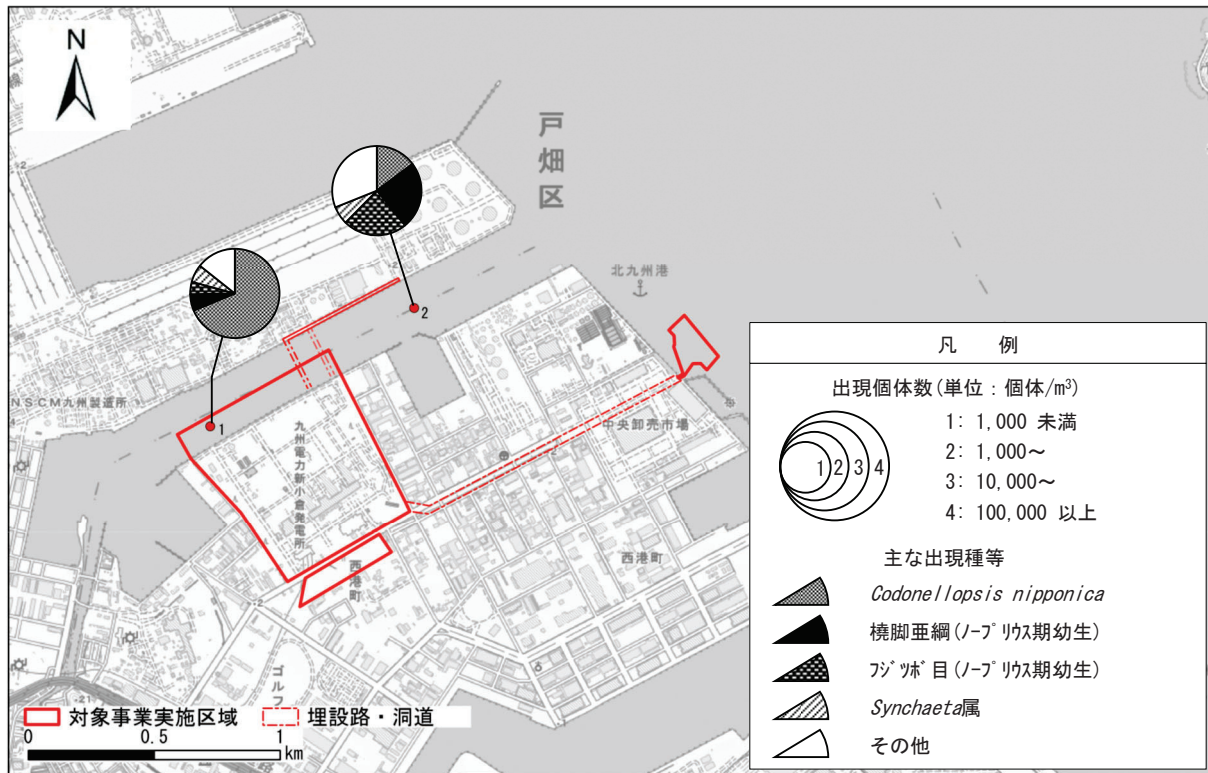 N
戸畑区
2
北九州港
1
NSCM九州製造所
九州電力新小倉発電所
中央卸売市場
西港町
西港町
ゴルフ
対象事業実施区域
埋設路・洞道
0 0.5 1
km
凡 例
出現個体数(単位:個体/m³)
1 2 3 4
1: 1,000 未満
2: 1,000~
3: 10,000~
4: 100,000 以上
主な出現種等
Codonellopsis nipponica
橈脚亜綱(ノープリウス期幼生)
フジツボ目(ノープリウス期幼生)
Synchaeta属
その他